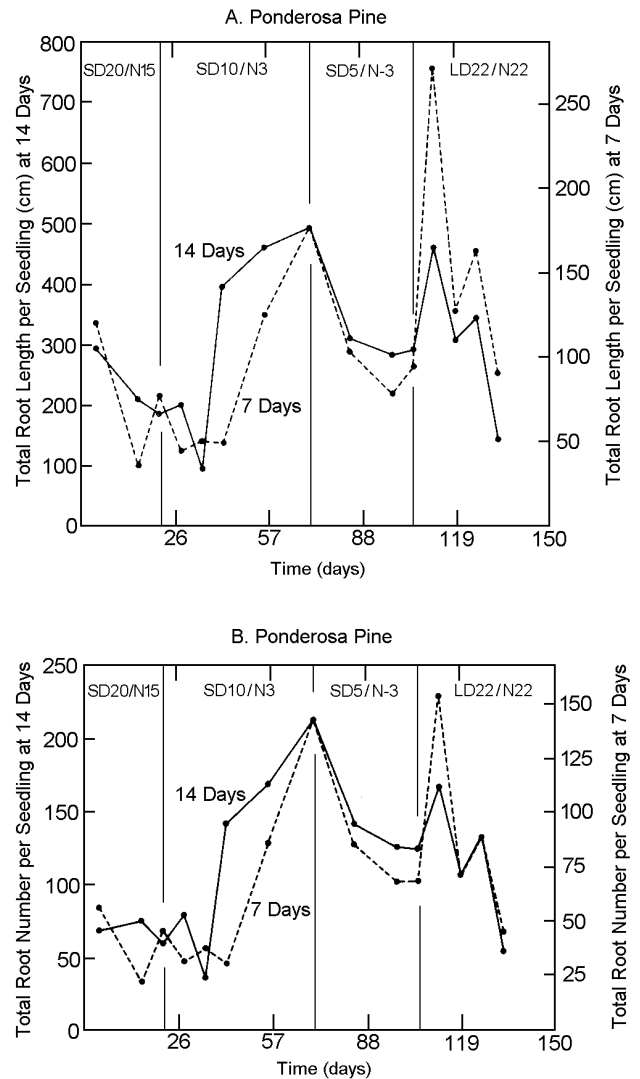 A. Ponderosa Pine
Total Root Length per Seedling (cm) at 14 Days
800
700
600
500
400
300
200
100
0
SD20/N15
SD10/N3
SD5/N-3
LD22/N22
14 Days
7 Days
250
200
150
100
50
Total Root Length per Seedling (cm) at 7 Days
26
57
88
119
150
Time (days)
B. Ponderosa Pine
Total Root Number per Seedling at 14 Days
250
200
150
100
50
0
SD20/N15
SD10/N3
SD5/N-3
LD22/N22
14 Days
7 Days
150
125
100
75
50
25
Total Root Number per Seedling at 7 Days
26
57
88
119
150
Time (days)